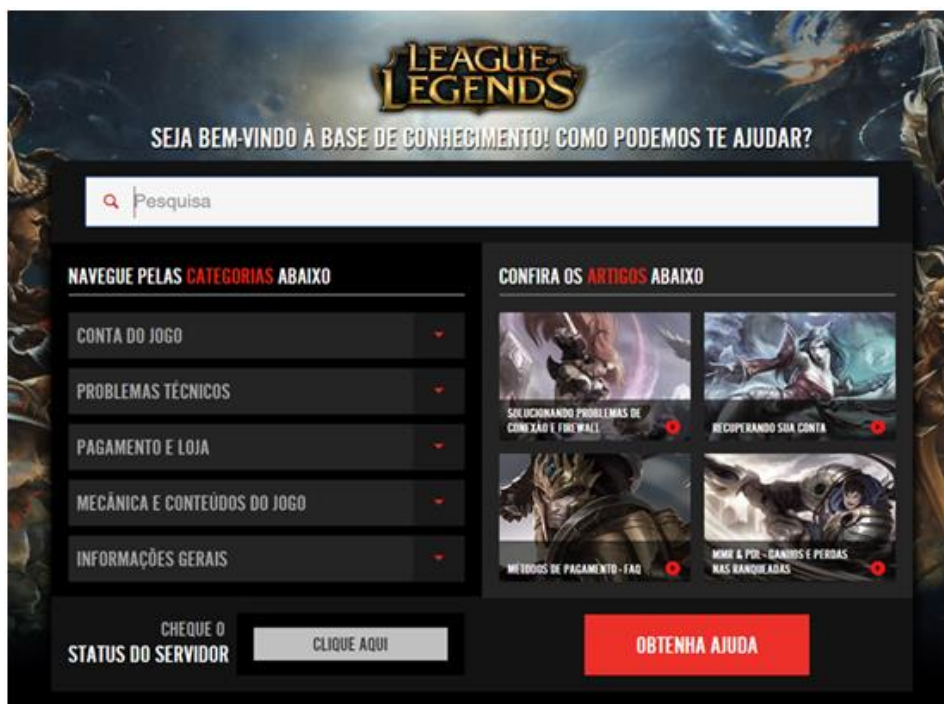 LEAGUE OF
LEGENDS
SEJA BEM-VINDO À BASE DE CONHECIMENTO! COMO PODEMOS TE AJUDAR?
Pesquisa
NAVEGUE PELAS CATEGORIAS ABAIXO
CONTA DO JOGO
PROBLEMAS TÉCNICOS
PAGAMENTO E LOJA
MECÂNICA E CONTEÚDOS DO JOGO
INFORMAÇÕES GERAIS
CHEQUE O
STATUS DO SERVIDOR
CLIQUE AQUI
CONFIRA OS ARTIGOS ABAIXO
SOLUCIONANDO PROBLEMAS DE
CONEXÃO E FIREWALL
RECUPERANDO SUA CONTA
MÉTODOS DE PAGAMENTO - FAQ
MMR & PDL - GANHOS E PERDAS
NAS RANQUEADAS
OBTENHA AJUDA